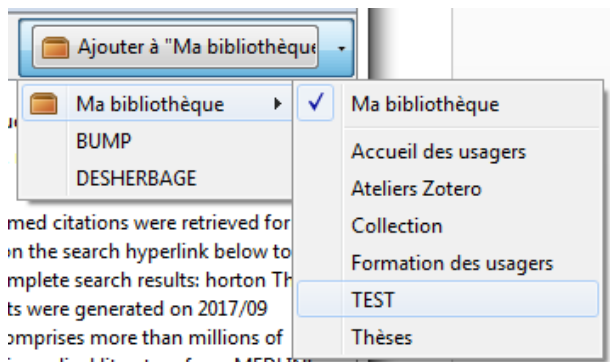 Ajouter à "Ma bibliothèqu
Ma bibliothèque
BUMP
DESHERBAGE
Ma bibliothèque
Accueil des usagers
Ateliers Zotero
Collection
Formation des usagers
TEST
Thèses
med citations were retrieved for
on the search hyperlink below to
mplete search results: horton Th
ts were generated on 2017/09
omprises more than millions of